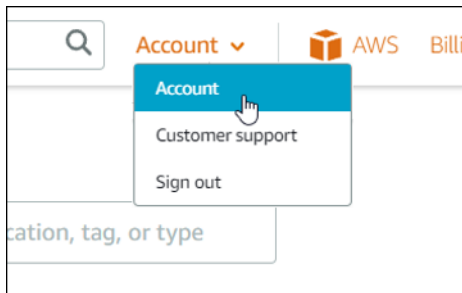 Account AWS Billi
Account
Customer support
Sign out
cation, tag, or type